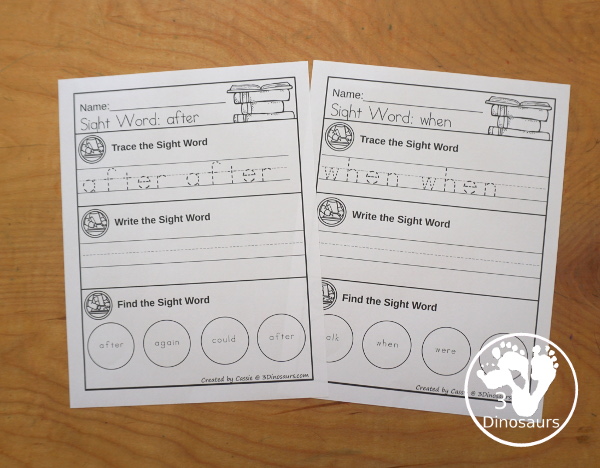 Name:
Sight Word: after
Trace the Sight Word
after after
Write the Sight Word
Find the Sight Word
after again could after
Created by Cassie @ 3Dinosaurs.com
Name:
Sight Word: when
Trace the Sight Word
when when
Write the Sight Word
Find the Sight Word
when were
Created by
3
Dinosaurs